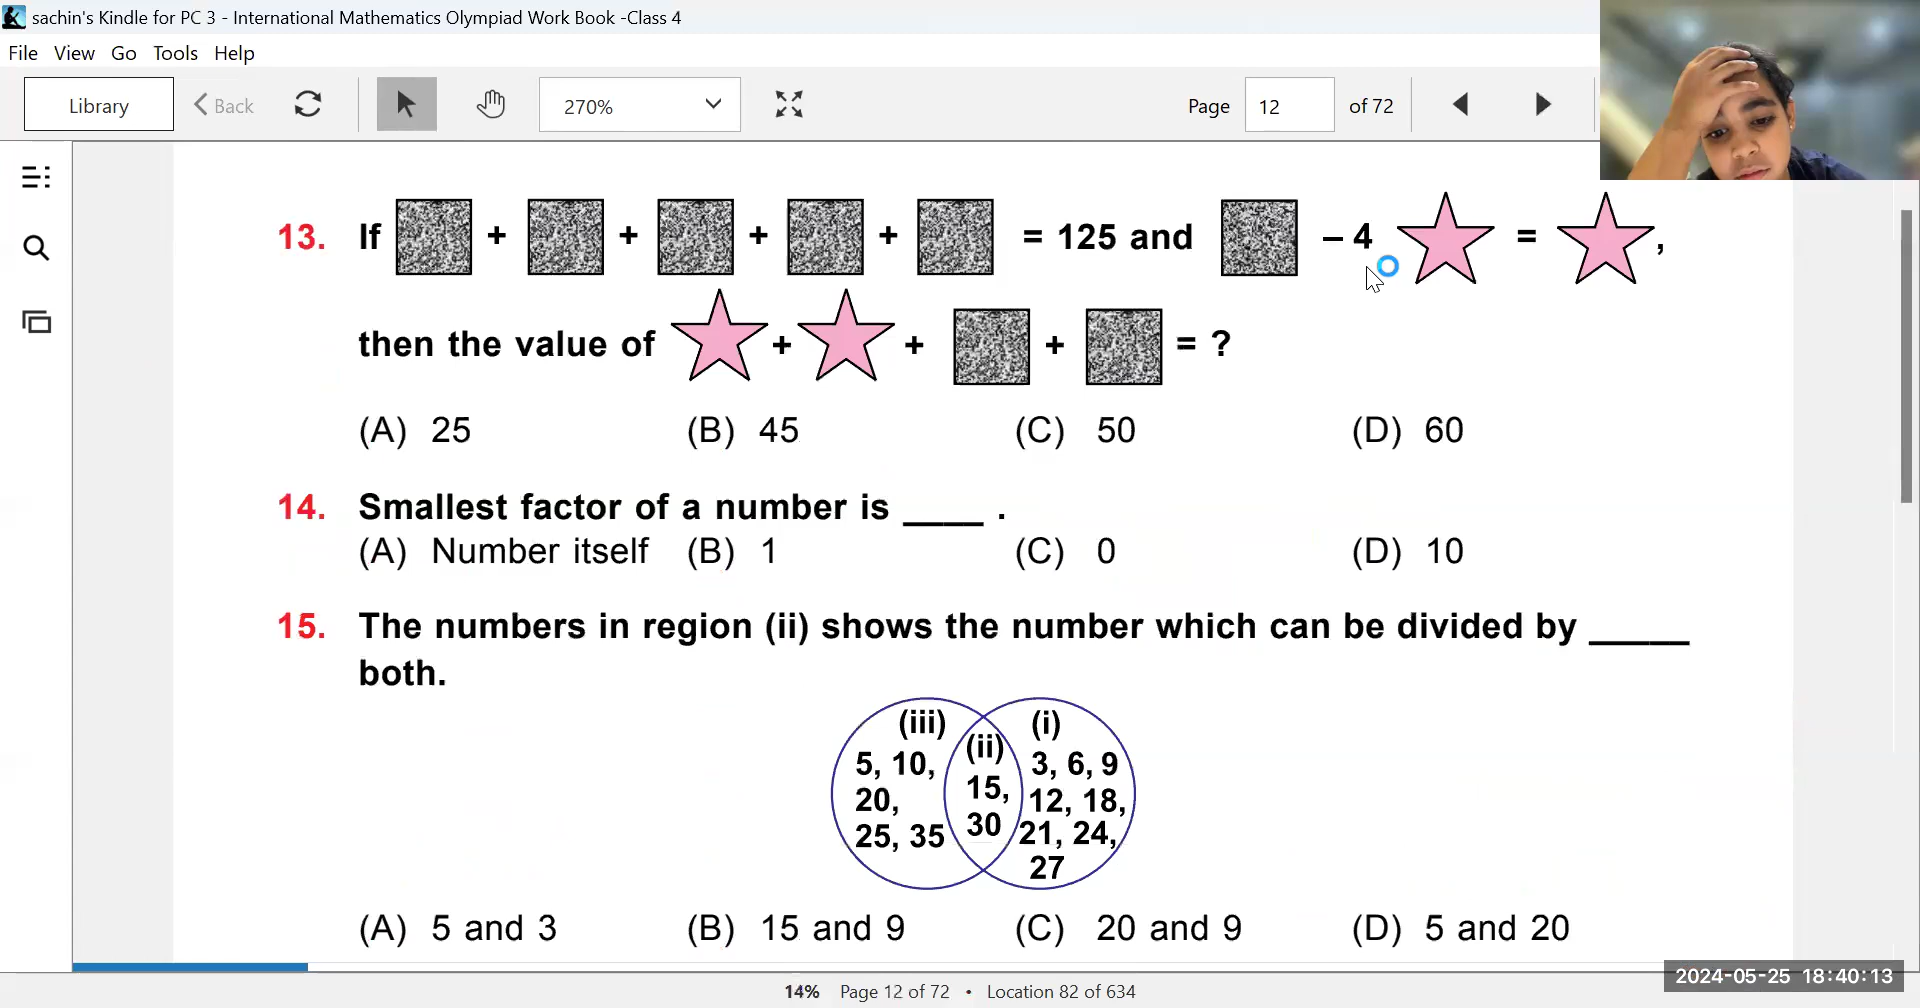 sachin's Kindle for PC 3 - International Mathematics Olympiad Work Book -Class 4
File View Go Tools Help
Library Back 270% Page 12 of 72
13. If + + + + = 125 and – 4 = ,
then the value of + + + = ?
(A) 25 (B) 45 (C) 50 (D) 60
14. Smallest factor of a number is ____ .
(A) Number itself (B) 1 (C) 0 (D) 10
15. The numbers in region (ii) shows the number which can be divided by _____
both.
(iii) (ii) (i)
5, 10, 15, 3, 6, 9
20, 30 12, 18,
25, 35 21, 24,
27
(A) 5 and 3 (B) 15 and 9 (C) 20 and 9 (D) 5 and 20
2024-05-25 18:40:13
14% Page 12 of 72 • Location 82 of 634